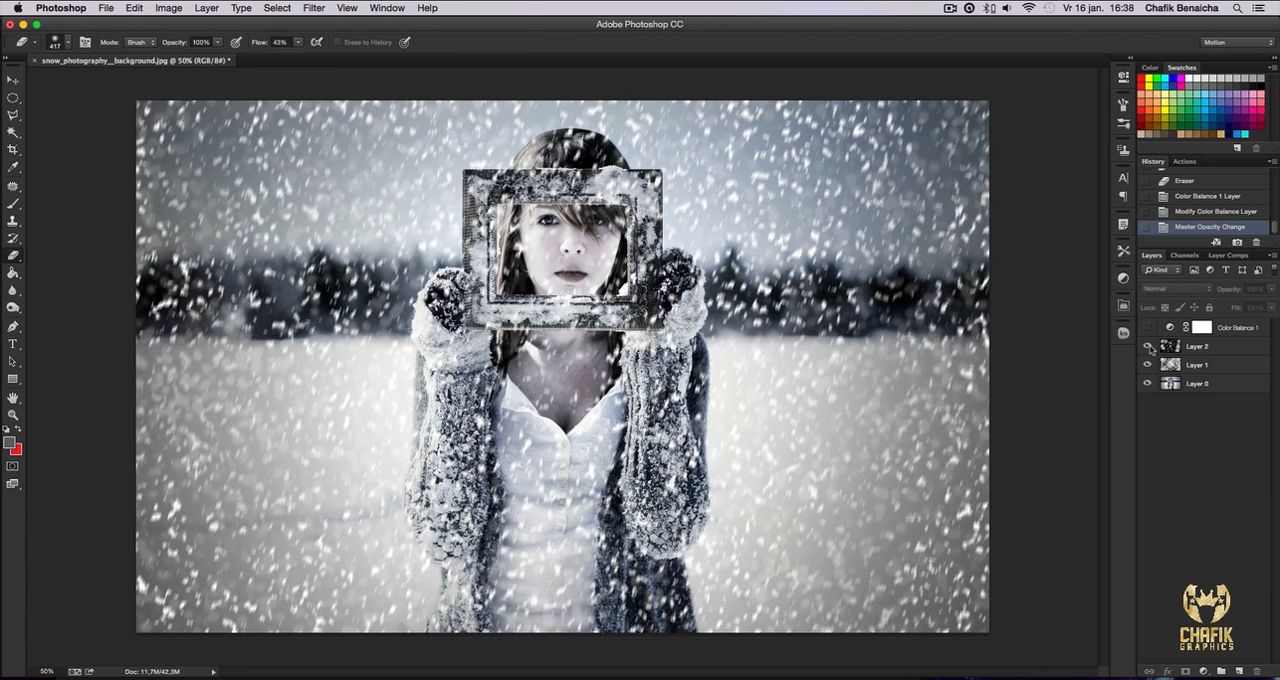 Photoshop File Edit Image Layer Type Select Filter View Window Help Vr 16 jan. 16:38 Chafik Benaicha
Adobe Photoshop CC
417 Mode: Brush Opacity: 100% Flow: 43% Erase to History Motion
snow_photography__background.jpg @ 50% (RGB/8#) *
Color Swatches
History Actions
Eraser
Color Balance 1 Layer
Modify Color Balance Layer
Master Opacity Change
Layers Channels Layer Comps
Kind
Normal Opacity: 100%
Lock: Fill: 100%
Color Balance 1
Layer 2
Layer 1
Layer 0
CHAFIK
GRAPHICS
50% Doc: 11,7M/42,3M